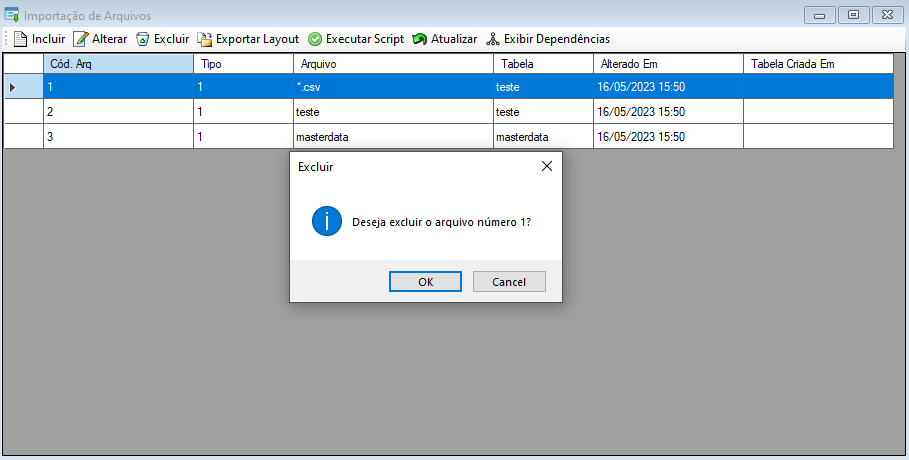 Importação de Arquivos
Incluir Alterar Excluir Exportar Layout Executar Script Atualizar Exibir Dependências
Cód. Arq Tipo Arquivo Tabela Alterado Em Tabela Criada Em
1 1 *.csv teste 16/05/2023 15:50
2 1 teste teste 16/05/2023 15:50
3 1 masterdata masterdata 16/05/2023 15:50
Excluir
Deseja excluir o arquivo número 1?
OK Cancel